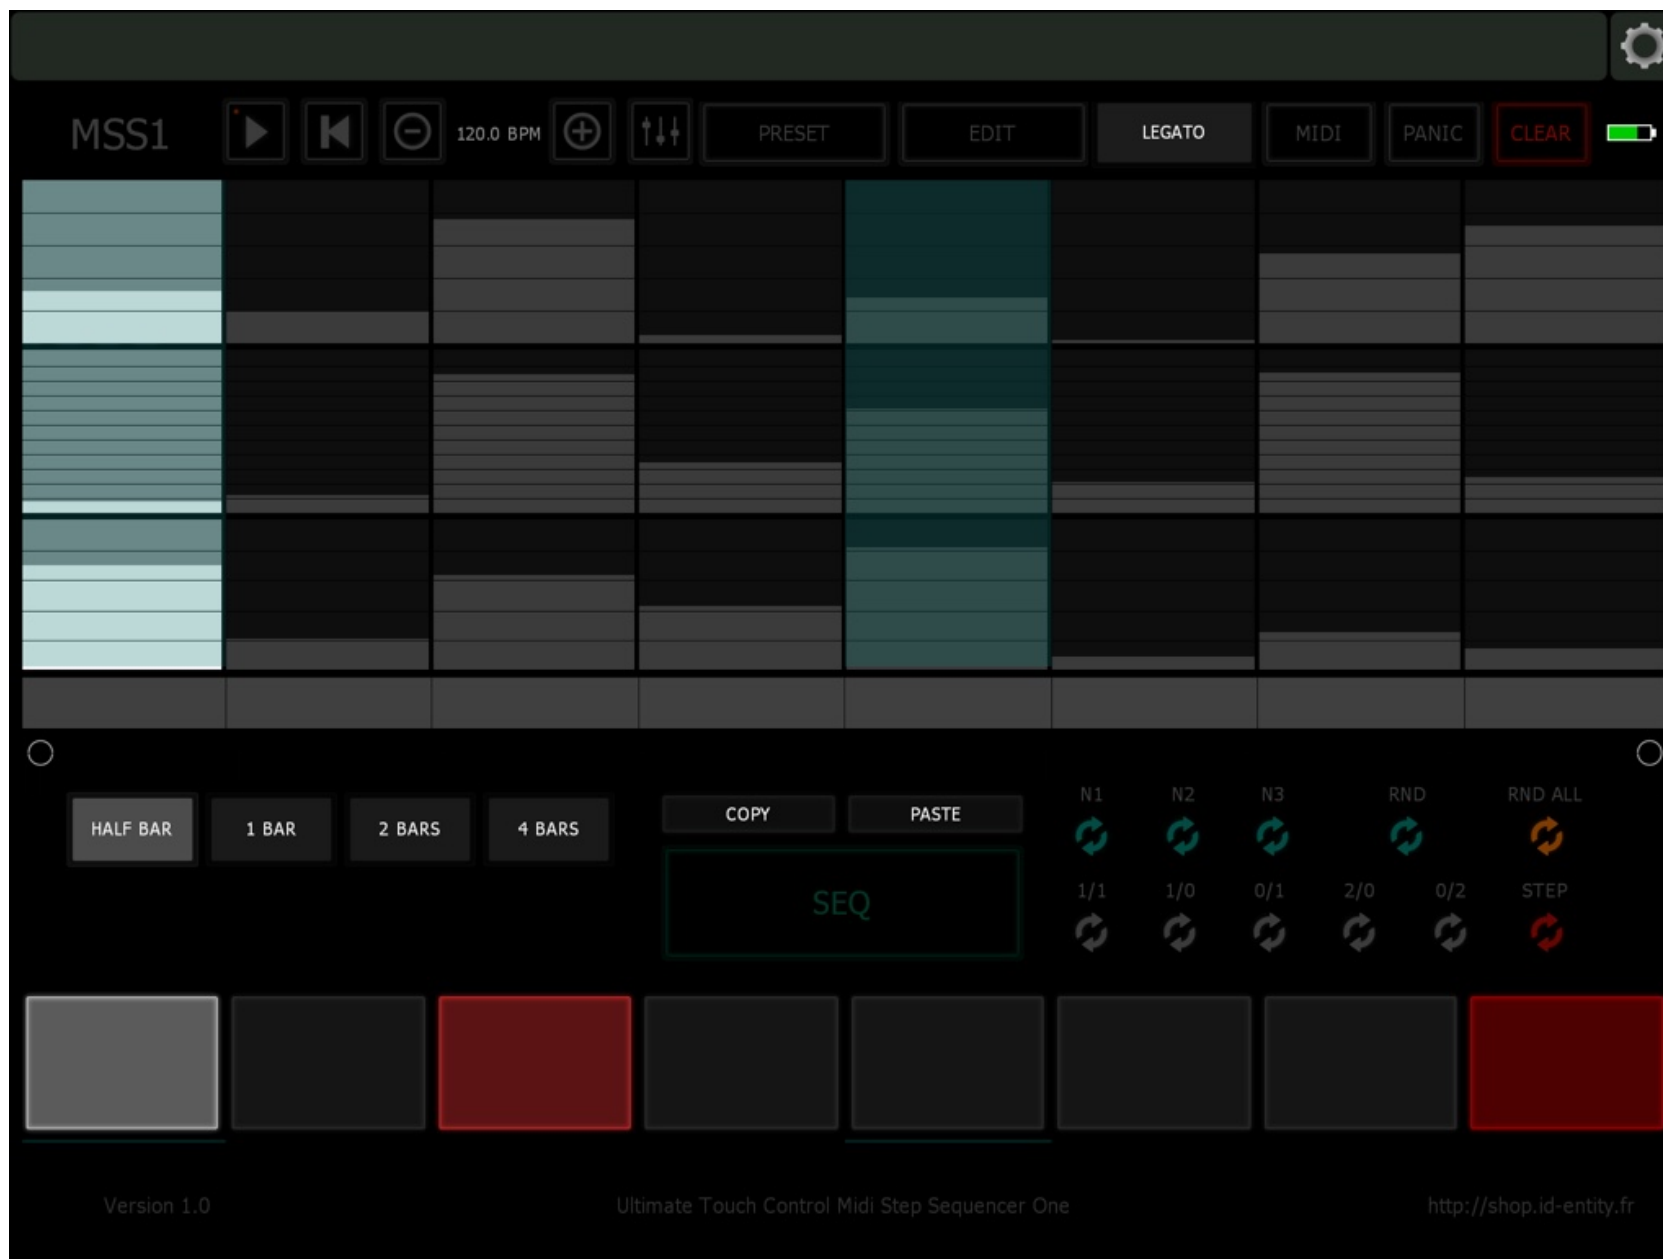 MSS1 120.0 BPM PRESET EDIT LEGATO MIDI PANIC CLEAR
N1 N2 N3 RND RND ALL
HALF BAR 1 BAR 2 BARS 4 BARS COPY PASTE
1/1 1/0 0/1 2/0 0/2 STEP
SEQ
Version 1.0 Ultimate Touch Control Midi Step Sequencer One http://shop.id-entity.fr